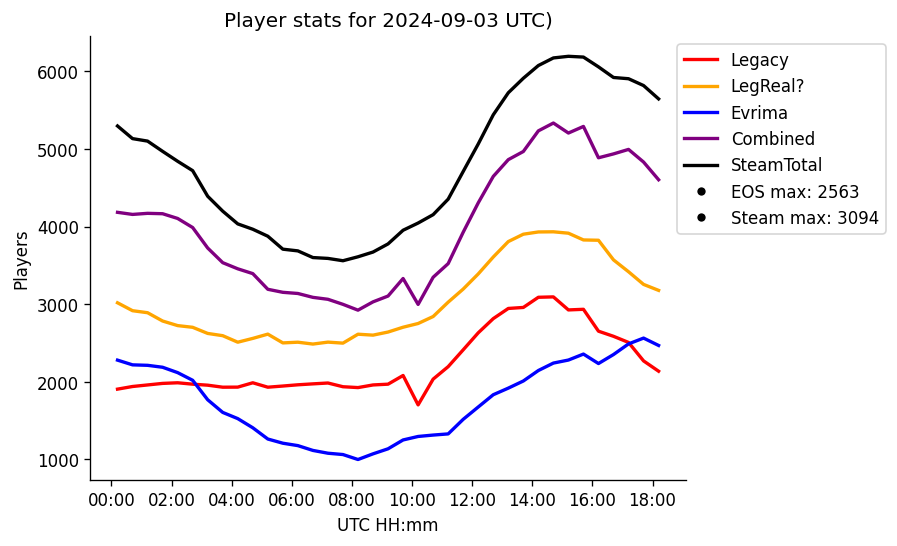 Player stats for 2024-09-03 UTC)
Legacy
LegReal?
Evrima
Combined
SteamTotal
EOS max: 2563
Steam max: 3094
Players
6000
5000
4000
3000
2000
1000
00:00 02:00 04:00 06:00 08:00 10:00 12:00 14:00 16:00 18:00
UTC HH:mm